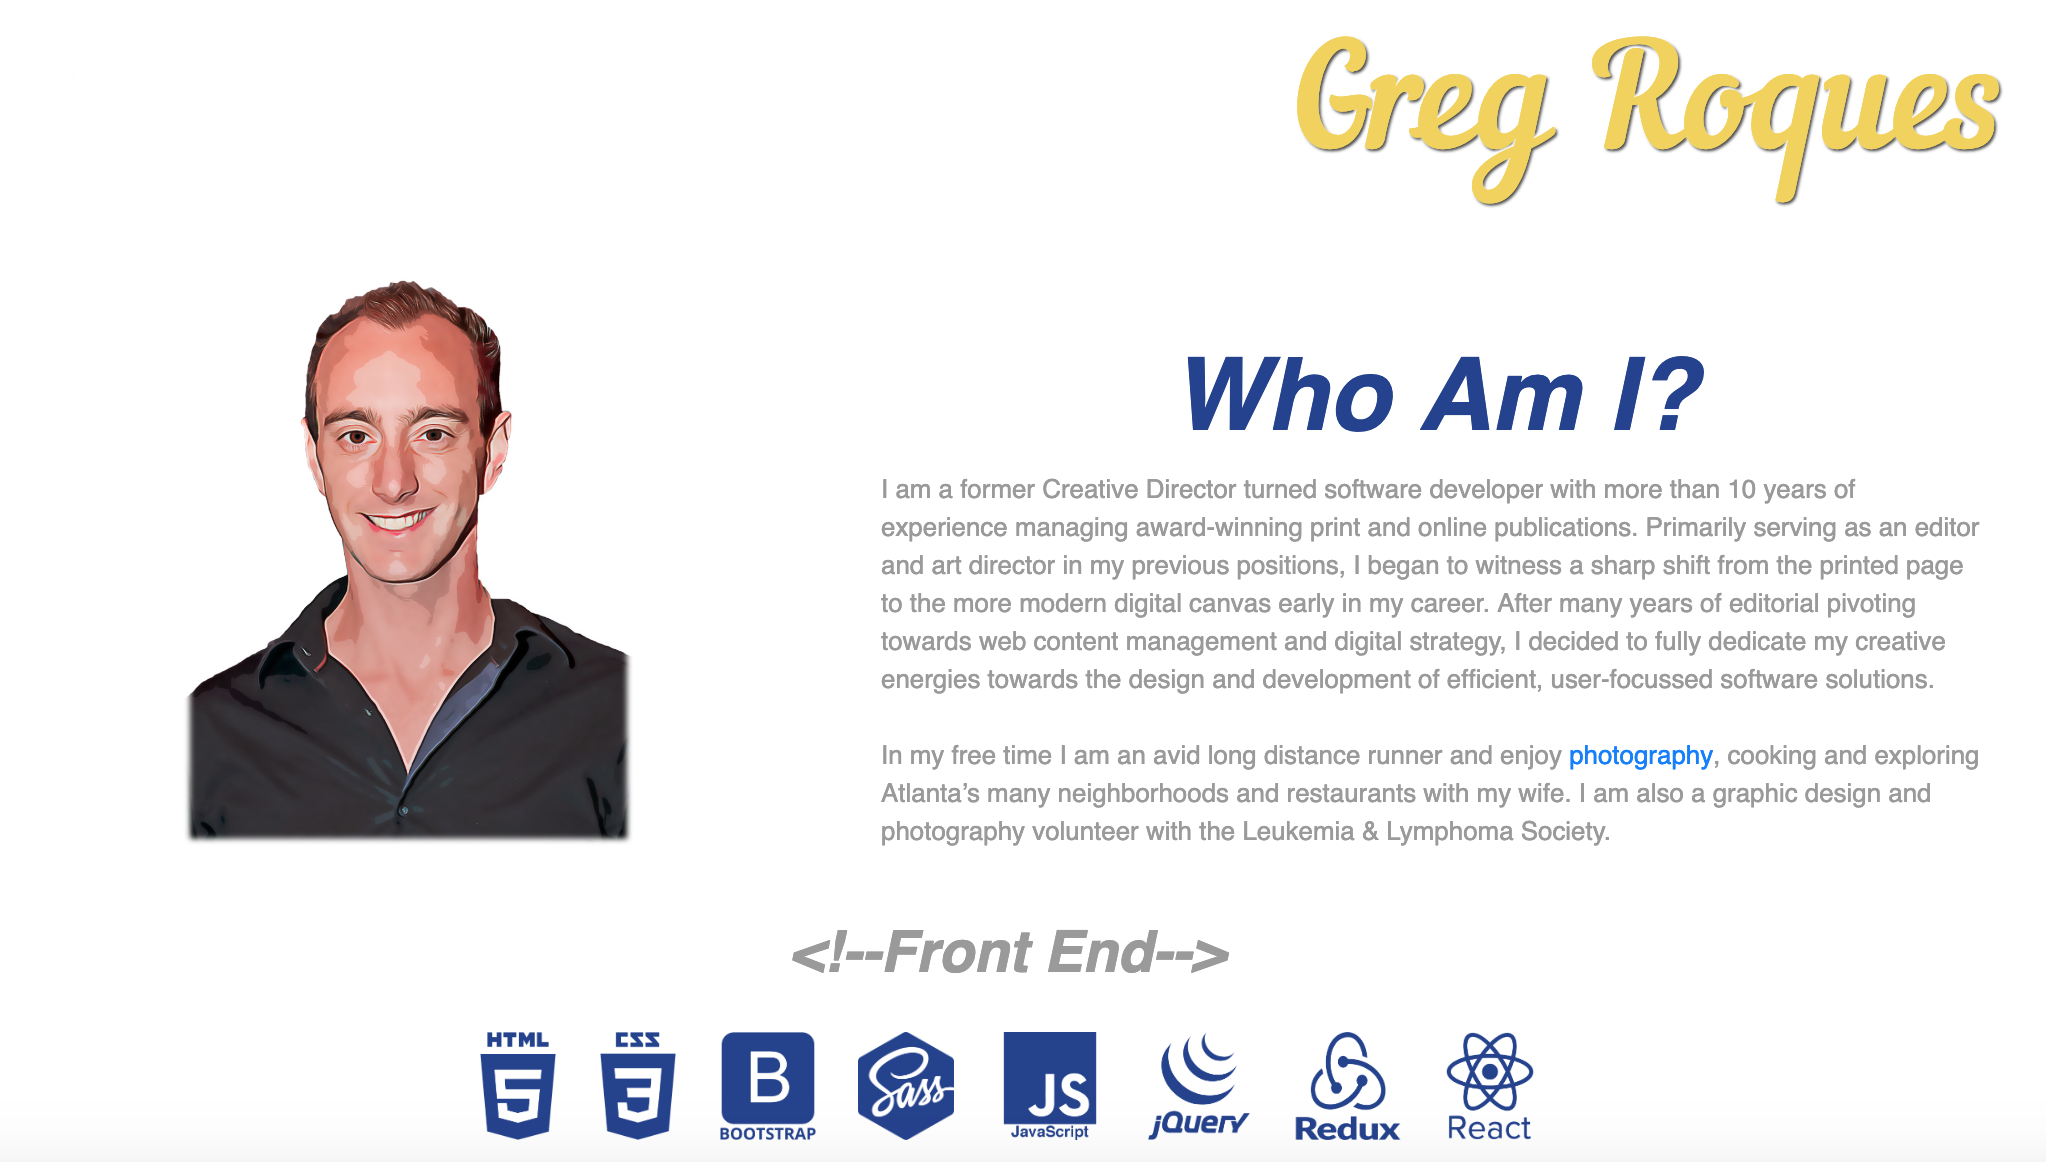 Greg Roques
Who Am I?
I am a former Creative Director turned software developer with more than 10 years of
experience managing award-winning print and online publications. Primarily serving as an editor
and art director in my previous positions, I began to witness a sharp shift from the printed page
to the more modern digital canvas early in my career. After many years of editorial pivoting
towards web content management and digital strategy, I decided to fully dedicate my creative
energies towards the design and development of efficient, user-focussed software solutions.
In my free time I am an avid long distance runner and enjoy photography, cooking and exploring
Atlanta’s many neighborhoods and restaurants with my wife. I am also a graphic design and
photography volunteer with the Leukemia & Lymphoma Society.
<!--Front End-->
HTML 5
CSS 3
B BOOTSTRAP
Sass
JS JavaScript
jQuery
Redux
React